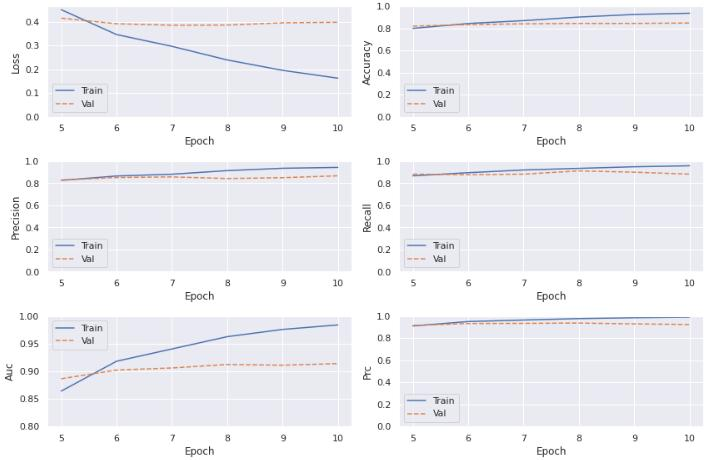 Loss
0.4
0.3
0.2
0.1
0.0
Train
Val
5 6 7 8 9 10
Epoch
Accuracy
1.0
0.8
0.6
0.4
0.2
0.0
Train
Val
5 6 7 8 9 10
Epoch
Precision
1.0
0.8
0.6
0.4
0.2
0.0
Train
Val
5 6 7 8 9 10
Epoch
Recall
1.0
0.8
0.6
0.4
0.2
0.0
Train
Val
5 6 7 8 9 10
Epoch
Auc
1.00
0.95
0.90
0.85
0.80
Train
Val
5 6 7 8 9 10
Epoch
Prc
1.0
0.8
0.6
0.4
0.2
0.0
Train
Val
5 6 7 8 9 10
Epoch